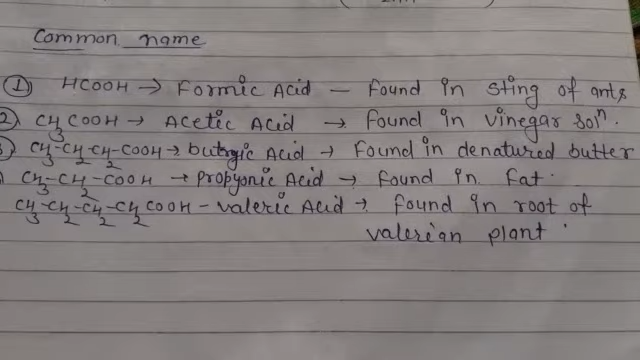 Common name
① HCOOH → Formic Acid — Found in sting of ants
② CH₃COOH → Acetic Acid → Found in vinegar solⁿ.
CH₃-CH₂-CH₂-COOH → butyric Acid → Found in denatured butter
CH₃-CH₂-COOH → propyonic Acid → Found in Fat.
CH₃-CH₂-CH₂-CH₂COOH - valeric Acid → Found in root of
valerian plant.